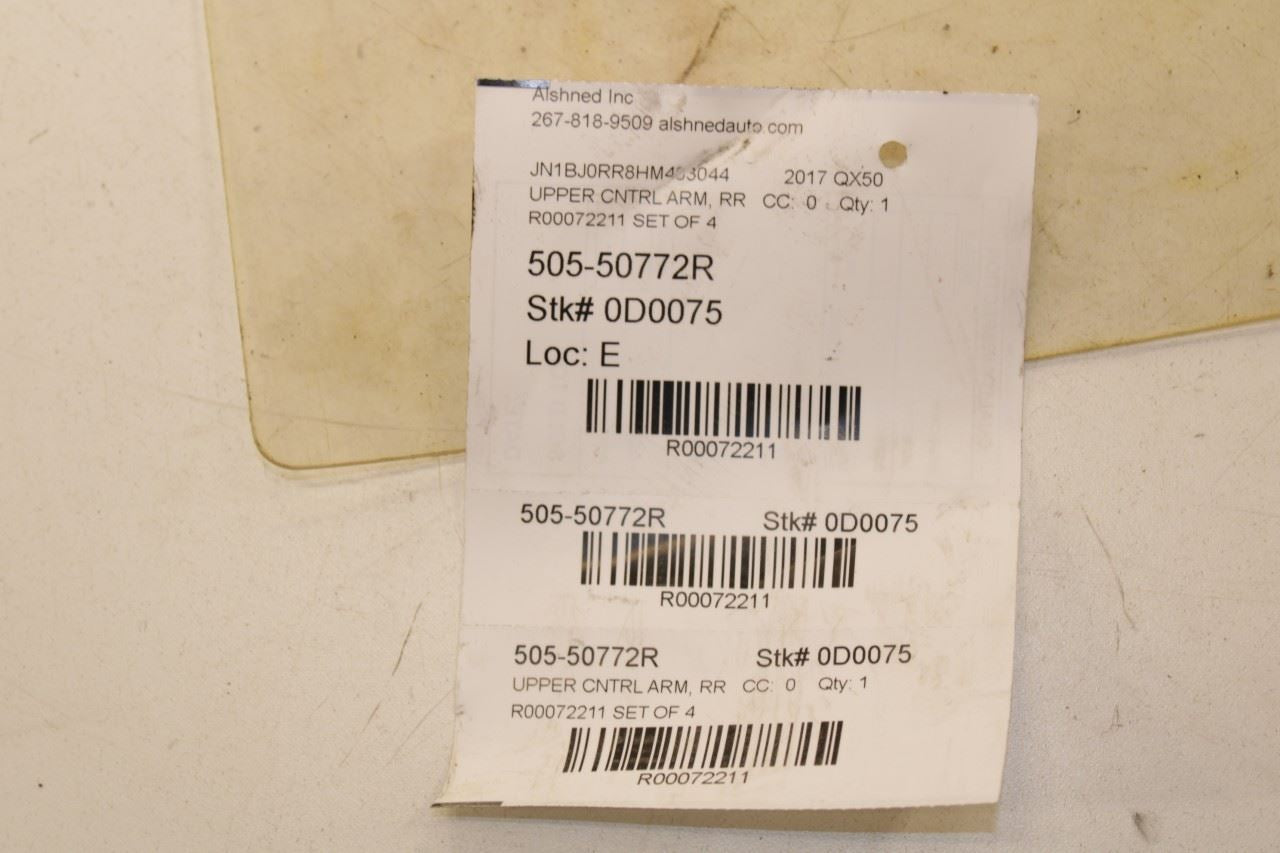 Alshned Inc
267-818-9509 alshnedauto.com
2017 QX50
UPPER CNTRL ARM, RR CC: 0 Qty: 1
R00072211 SET OF 4
505-50772R
Stk# 0D0075
Loc: E
R00072211
505-50772R Stk# 0D0075
R00072211
505-50772R Stk# 0D0075
UPPER CNTRL ARM, RR CC: 0 Qty: 1
R00072211 SET OF 4
R00072211